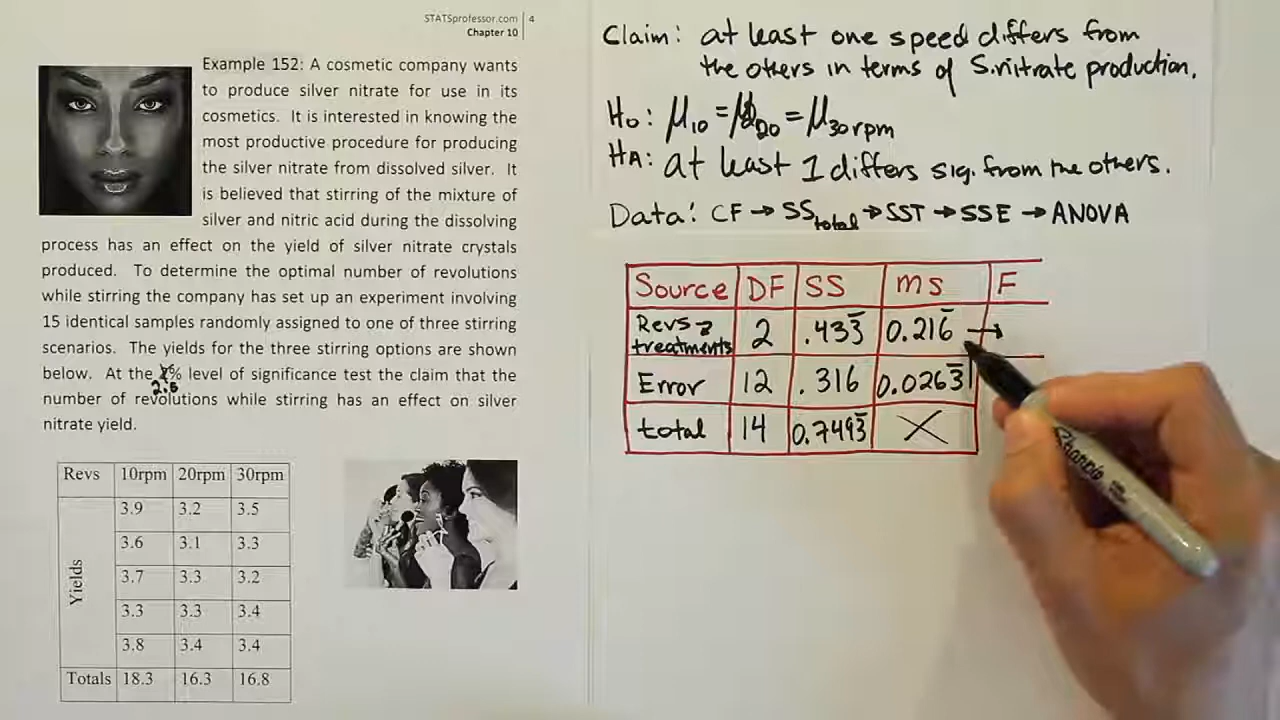 STATSprofessor.com 4
Chapter 10
Example 152: A cosmetic company wants
to produce silver nitrate for use in its
cosmetics. It is interested in knowing the
most productive procedure for producing
the silver nitrate from dissolved silver. It
is believed that stirring of the mixture of
silver and nitric acid during the dissolving
process has an effect on the yield of silver nitrate crystals
produced. To determine the optimal number of revolutions
while stirring the company has set up an experiment involving
15 identical samples randomly assigned to one of three stirring
scenarios. The yields for the three stirring options are shown
below. At the % level of significance test the claim that the
2.5
number of revolutions while stirring has an effect on silver
nitrate yield.
Revs 10rpm 20rpm 30rpm
Yields
3.9 3.2 3.5
3.6 3.1 3.3
3.7 3.3 3.2
3.3 3.3 3.4
3.8 3.4 3.4
Totals 18.3 16.3 16.8
Claim: at least one speed differs from
the others in terms of S.nitrate production.
H0: μ10 = μ20 = μ30rpm
HA: at least 1 differs sig. from the others.
Data: CF → SStotal → SST → SSE → ANOVA
Source DF SS MS F
Revs =
treatments 2 .433̅ 0.216̅ →
Error 12 .316 0.0263̅
total 14 0.7493̅ X
Sharpie